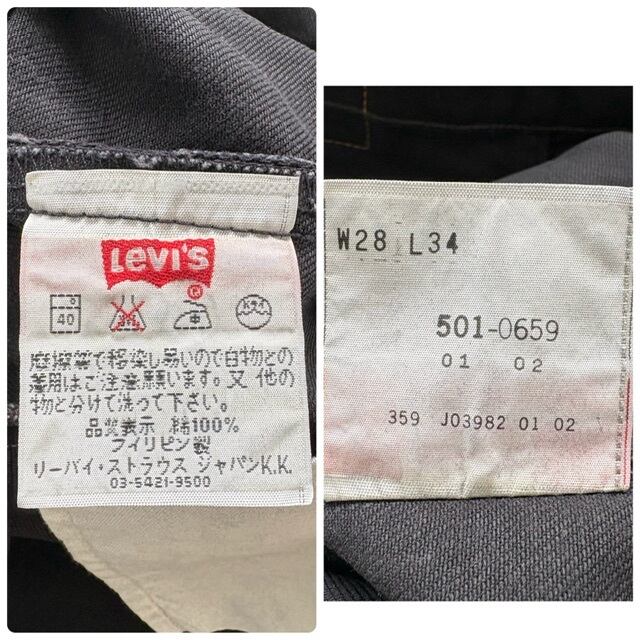 Levi's
®
40
中
ドライ
摩擦等で移染し易いので白物との
着用はご注意願います。又 他の
物と分けて洗って下さい。
品質表示 綿100%
フィリピン製
リーバイ・ストラウス ジャパンK.K.
03-5421-9500
W28 L34
501-0659
01 02
359 J03982 01 02